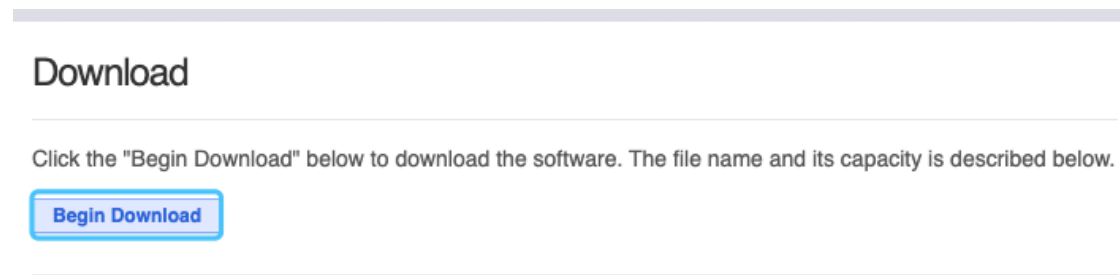 Download
Click the "Begin Download" below to download the software. The file name and its capacity is described below.
Begin Download